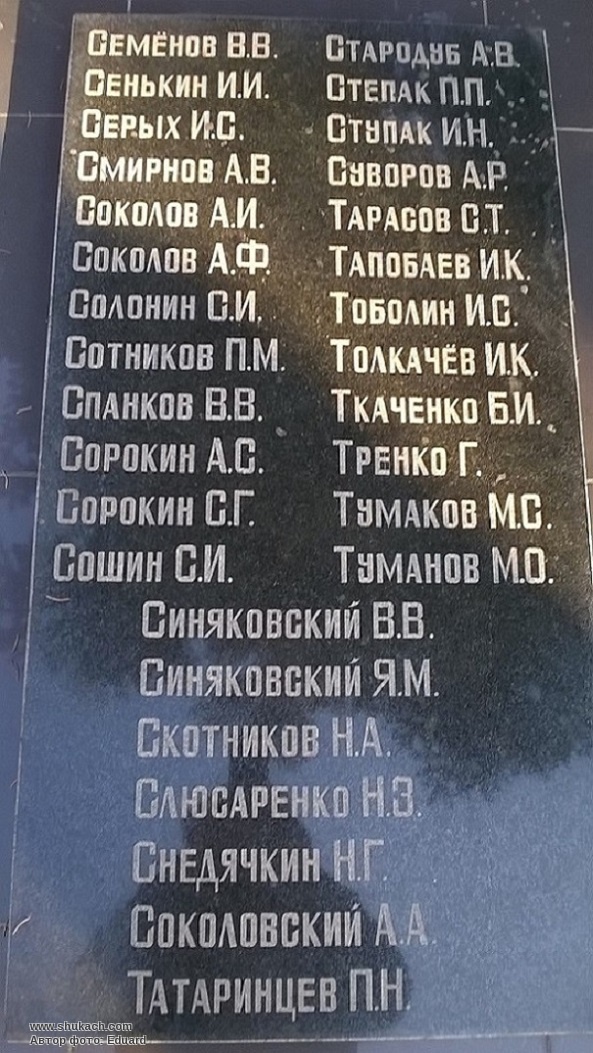 Семёнов В.В.
Сенькин И.И.
Серых И.С.
Смирнов А.В.
Соколов А.И.
Соколов А.Ф.
Солонин С.И.
Сотников П.М.
Спанков В.В.
Сорокин А.С.
Сорокин С.Г.
Сошин С.И.
Стародуб А.В.
Степак П.П.
Ступак И.Н.
Суворов А.Р.
Тарасов С.Т.
Тапобаев И.К.
Тоболин И.С.
Толкачёв И.К.
Ткаченко Б.И.
Тренко Г.
Тумаков М.С.
Туманов М.О.
Синяковский В.В.
Синяковский Я.М.
Скотников Н.А.
Слюсаренко Н.З.
Снедячкин Н.Г.
Соколовский А.А.
Татаринцев П.Н.
www.shukach.com
Автор фото: Eduard